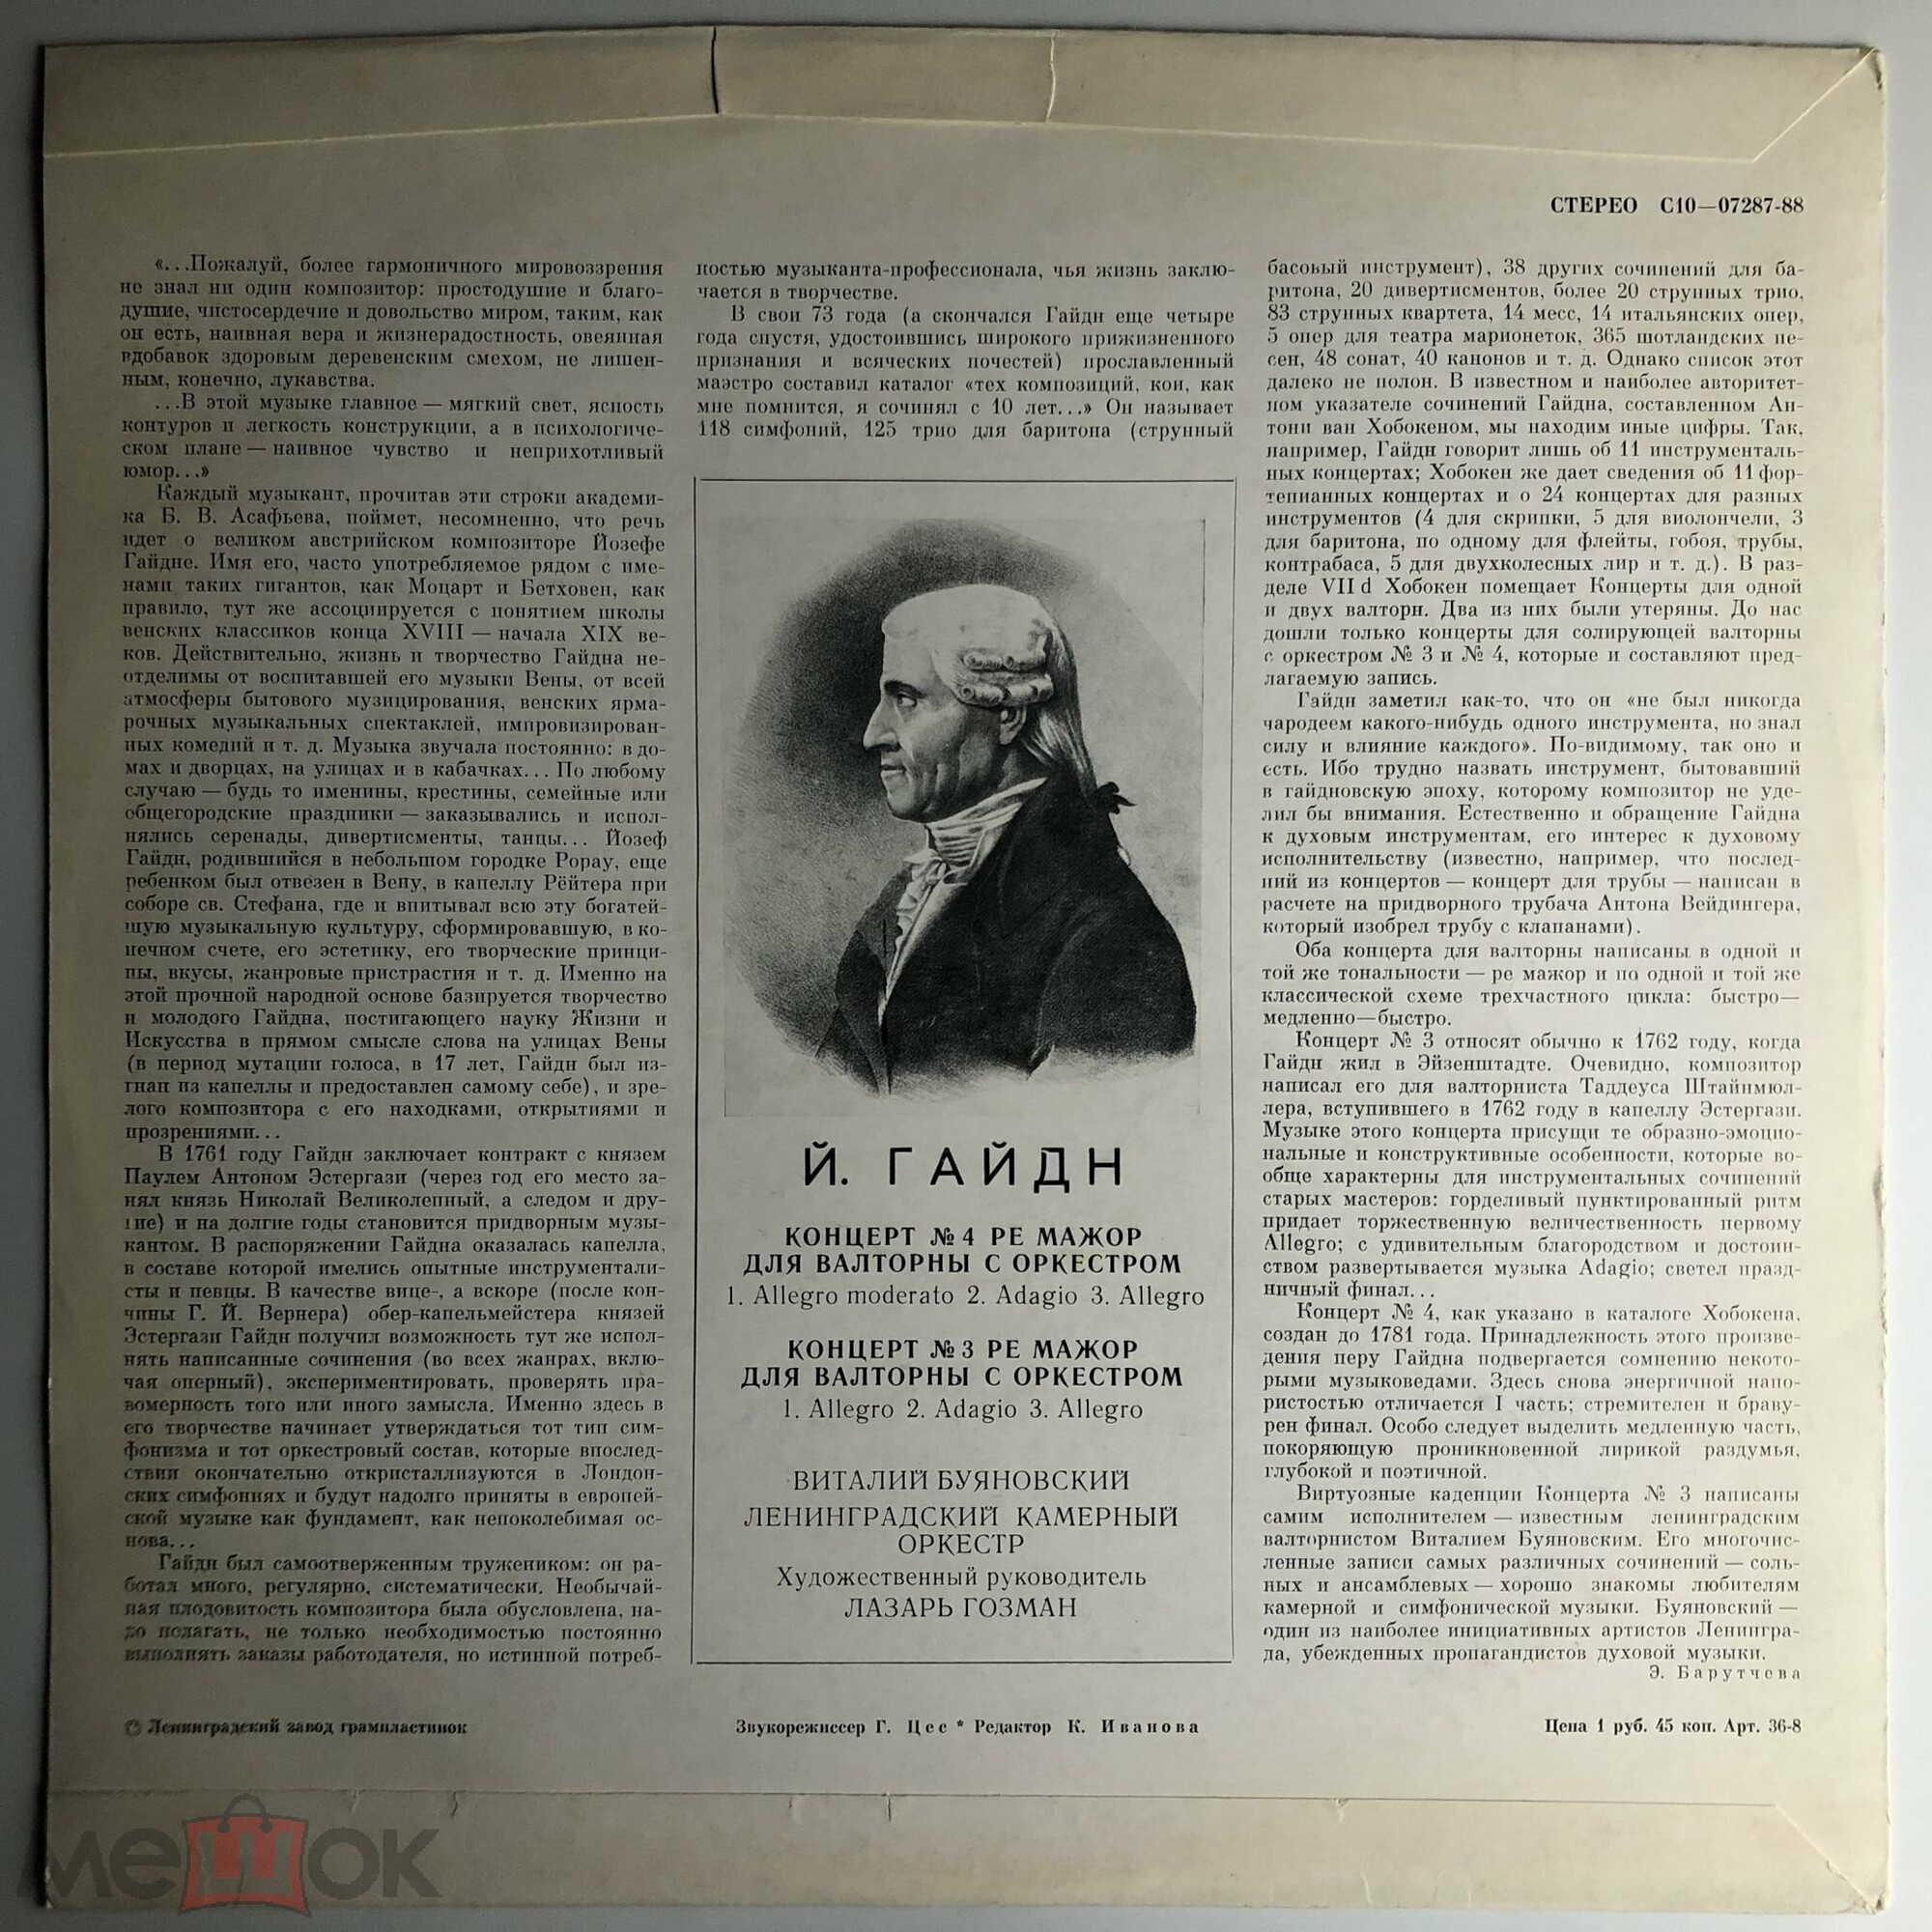 СТЕРЕО С10—07287-88
«...Пожалуй, более гармоничного мировоззрения
не знал ни один композитор: простодушие и благо-
душие, чистосердечие и довольство миром, таким, как
он есть, наивная вера и жизнерадостность, овеянная
вдобавок здоровым деревенским смехом, не лишен-
ным, конечно, лукавства.
...В этой музыке главное — мягкий свет, ясность
контуров и легкость конструкции, а в психологиче-
ском плане — наивное чувство и неприхотливый
юмор...»
Каждый музыкант, прочитав эти строки академи-
ка Б. В. Асафьева, поймет, несомненно, что речь
идет о великом австрийском композиторе Йозефе
Гайдне. Имя его, часто употребляемое рядом с име-
нами таких гигантов, как Моцарт и Бетховен, как
правило, тут же ассоциируется с понятием школы
венских классиков конца XVIII — начала XIX ве-
ков. Действительно, жизнь и творчество Гайдна не-
отделимы от воспитавшей его музыки Вены, от всей
атмосферы бытового музицирования, венских ярма-
рочных музыкальных спектаклей, импровизирован-
ных комедий и т. д. Музыка звучала постоянно: в до-
мах и дворцах, на улицах и в кабачках... По любому
случаю — будь то именины, крестины, семейные или
общегородские праздники — заказывались и испол-
нялись серенады, дивертисменты, танцы... Йозеф
Гайдн, родившийся в небольшом городке Рорау, еще
ребенком был отвезен в Вену, в капеллу Рёйтера при
соборе св. Стефана, где и впитывал всю эту богатей-
шую музыкальную культуру, сформировавшую, в ко-
нечном счете, его эстетику, его творческие принци-
пы, вкусы, жанровые пристрастия и т. д. Именно на
этой прочной народной основе базируется творчество
и молодого Гайдна, постигающего науку Жизни и
Искусства в прямом смысле слова на улицах Вены
(в период мутации голоса, в 17 лет, Гайдн был из-
гнан из капеллы и предоставлен самому себе), и зре-
лого композитора с его находками, открытиями и
прозрениями...
В 1761 году Гайдн заключает контракт с князем
Паулем Антоном Эстергази (через год его место за-
нял князь Николай Великолепный, а следом и дру-
гие) и на долгие годы становится придворным музы-
кантом. В распоряжении Гайдна оказалась капелла,
в составе которой имелись опытные инструментали-
сты и певцы. В качестве вице-, а вскоре (после кон-
чины Г. Й. Вернера) обер-капельмейстера князей
Эстергази Гайдн получил возможность тут же испол-
нять написанные сочинения (во всех жанрах, вклю-
чая оперный), экспериментировать, проверять пра-
вомерность того или иного замысла. Именно здесь в
его творчестве начинает утверждаться тот тип сим-
фонизма и тот оркестровый состав, которые впослед-
ствии окончательно откристаллизуются в Лондон-
ских симфониях и будут надолго приняты в европей-
ской музыке как фундамент, как непоколебимая ос-
нова...
Гайдн был самоотверженным тружеником: он ра-
ботал много, регулярно, систематически. Необычай-
ная плодовитость композитора была обусловлена, на-
до полагать, не только необходимостью постоянно
выполнять заказы работодателя, но истинной потреб-
ностью музыканта-профессионала, чья жизнь заклю-
чается в творчестве.
В свои 73 года (а скончался Гайдн еще четыре
года спустя, удостоившись широкого прижизненного
признания и всяческих почестей) прославленный
маэстро составил каталог «тех композиций, кои, как
мне помнится, я сочинял с 10 лет...» Он называет
118 симфоний, 125 трио для баритона (струнный
Й. ГАЙДН
КОНЦЕРТ № 4 РЕ МАЖОР
ДЛЯ ВАЛТОРНЫ С ОРКЕСТРОМ
1. Allegro moderato 2. Adagio 3. Allegro
КОНЦЕРТ № 3 РЕ МАЖОР
ДЛЯ ВАЛТОРНЫ С ОРКЕСТРОМ
1. Allegro 2. Adagio 3. Allegro
ВИТАЛИЙ БУЯНОВСКИЙ
ЛЕНИНГРАДСКИЙ КАМЕРНЫЙ
ОРКЕСТР
Художественный руководитель
ЛАЗАРЬ ГОЗМАН
басовый инструмент), 38 других сочинений для ба-
ритона, 20 дивертисментов, более 20 струнных трио,
83 струнных квартета, 14 месс, 14 итальянских опер,
5 опер для театра марионеток, 365 шотландских пе-
сен, 48 сонат, 40 канонов и т. д. Однако список этот
далеко не полон. В известном и наиболее авторитет-
ном указателе сочинений Гайдна, составленном Ан-
тони ван Хобокеном, мы находим иные цифры. Так,
например, Гайдн говорит лишь об 11 инструменталь-
ных концертах; Хобокен же дает сведения об 11 фор-
тепианных концертах и о 24 концертах для разных
инструментов (4 для скрипки, 5 для виолончели, 3
для баритона, по одному для флейты, гобоя, трубы,
контрабаса, 5 для двухколесных лир и т. д.). В раз-
деле VII d Хобокен помещает Концерты для одной
и двух валторн. Два из них были утеряны. До нас
дошли только концерты для солирующей валторны
с оркестром № 3 и № 4, которые и составляют пред-
лагаемую запись.
Гайдн заметил как-то, что он «не был никогда
чародеем какого-нибудь одного инструмента, но знал
силу и влияние каждого». По-видимому, так оно и
есть. Ибо трудно назвать инструмент, бытовавший
в гайдновскую эпоху, которому композитор не уде-
лил бы внимания. Естественно и обращение Гайдна
к духовым инструментам, его интерес к духовому
исполнительству (известно, например, что послед-
ний из концертов — концерт для трубы — написан в
расчете на придворного трубача Антона Вейдингера,
который изобрел трубу с клапанами).
Оба концерта для валторны написаны в одной и
той же тональности — ре мажор и по одной и той же
классической схеме трехчастного цикла: быстро—
медленно—быстро.
Концерт № 3 относят обычно к 1762 году, когда
Гайдн жил в Эйзенштадте. Очевидно, композитор
написал его для валторниста Таддеуса Штайнмюл-
лера, вступившего в 1762 году в капеллу Эстергази.
Музыке этого концерта присущи те образно-эмоцио-
нальные и конструктивные особенности, которые во-
обще характерны для инструментальных сочинений
старых мастеров: горделивый пунктированный ритм
придает торжественную величественность первому
Allegro; с удивительным благородством и достоин-
ством развертывается музыка Adagio; светел празд-
ничный финал...
Концерт № 4, как указано в каталоге Хобокена,
создан до 1781 года. Принадлежность этого произве-
дения перу Гайдна подвергается сомнению некото-
рыми музыковедами. Здесь снова энергичной напо-
ристостью отличается I часть; стремителен и браву-
рен финал. Особо следует выделить медленную часть,
покоряющую проникновенной лирикой раздумья,
глубокой и поэтичной.
Виртуозные каденции Концерта № 3 написаны
самим исполнителем — известным ленинградским
валторнистом Виталием Буяновским. Его многочис-
ленные записи самых различных сочинений — соль-
ных и ансамблевых — хорошо знакомы любителям
камерной и симфонической музыки. Буяновский —
один из наиболее инициативных артистов Ленингра-
да, убежденных пропагандистов духовой музыки.
Э. Барутчева
© Ленинградский завод грампластинок
Звукорежиссер Г. Цес * Редактор К. Иванова
Цена 1 руб. 45 коп. Арт. 36-8
мешок